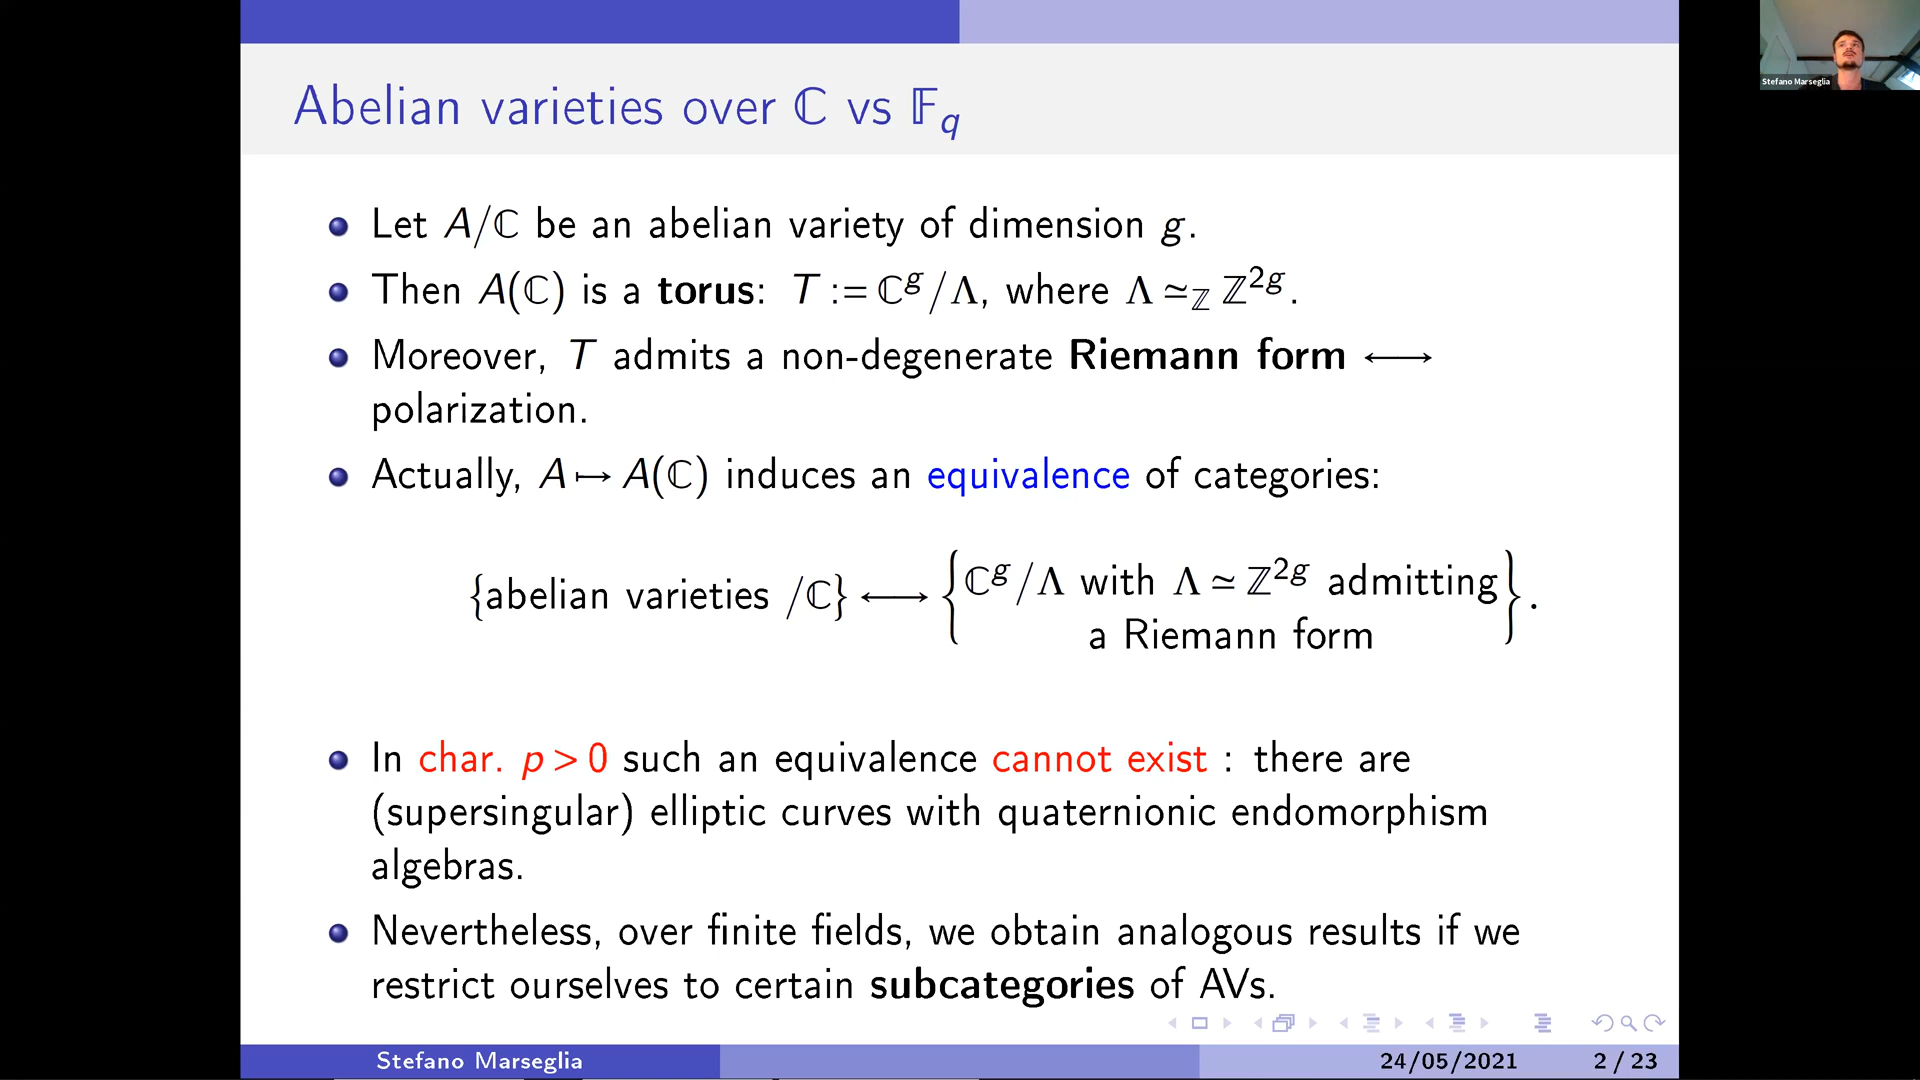 Abelian varieties over ℂ vs 𝔽_q
Stefano Marseglia
Let A/ℂ be an abelian variety of dimension g.
Then A(ℂ) is a torus: T := ℂ^g/Λ, where Λ ≃_ℤ ℤ^{2g}.
Moreover, T admits a non-degenerate Riemann form ⟷
polarization.
Actually, A ↦ A(ℂ) induces an equivalence of categories:
{abelian varieties /ℂ} ⟷ {ℂ^g/Λ with Λ ≃ ℤ^{2g} admitting
a Riemann form}.
In char. p > 0 such an equivalence cannot exist : there are
(supersingular) elliptic curves with quaternionic endomorphism
algebras.
Nevertheless, over finite fields, we obtain analogous results if we
restrict ourselves to certain subcategories of AVs.
Stefano Marseglia 24/05/2021 2 / 23